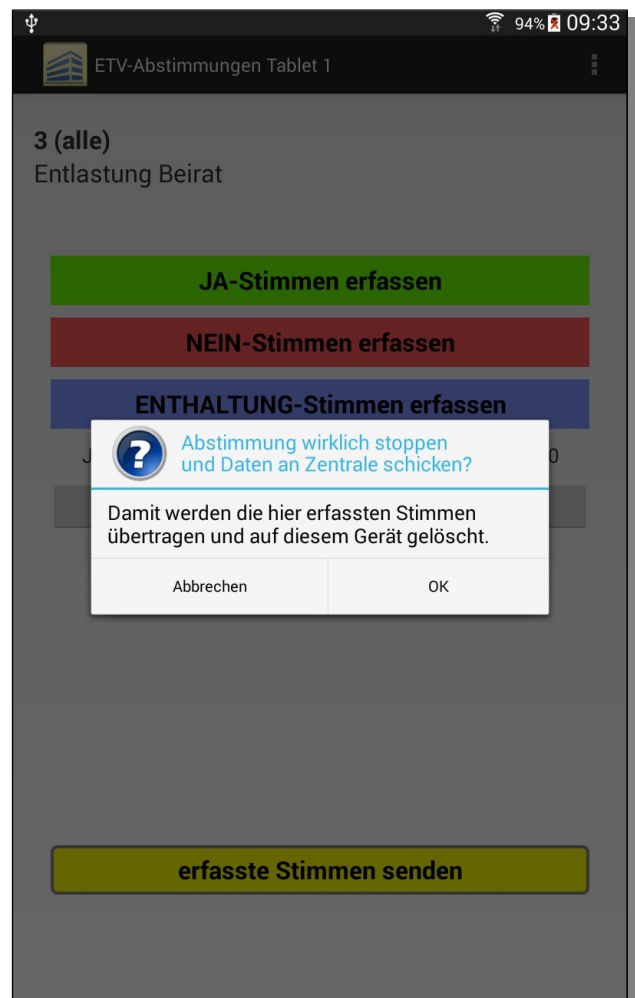 94% 09:33
ETV-Abstimmungen Tablet 1
3 (alle)
Entlastung Beirat
JA-Stimmen erfassen
NEIN-Stimmen erfassen
ENTHALTUNG-Stimmen erfassen
J
0
Abstimmung wirklich stoppen
und Daten an Zentrale schicken?
Damit werden die hier erfassten Stimmen
übertragen und auf diesem Gerät gelöscht.
Abbrechen
OK
erfasste Stimmen senden